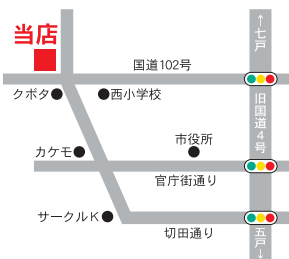 当店
←七戸
国道102号
クボタ
西小学校
旧国道4号
市役所
カケモ
官庁街通り
サークルK
切田通り
五戸→